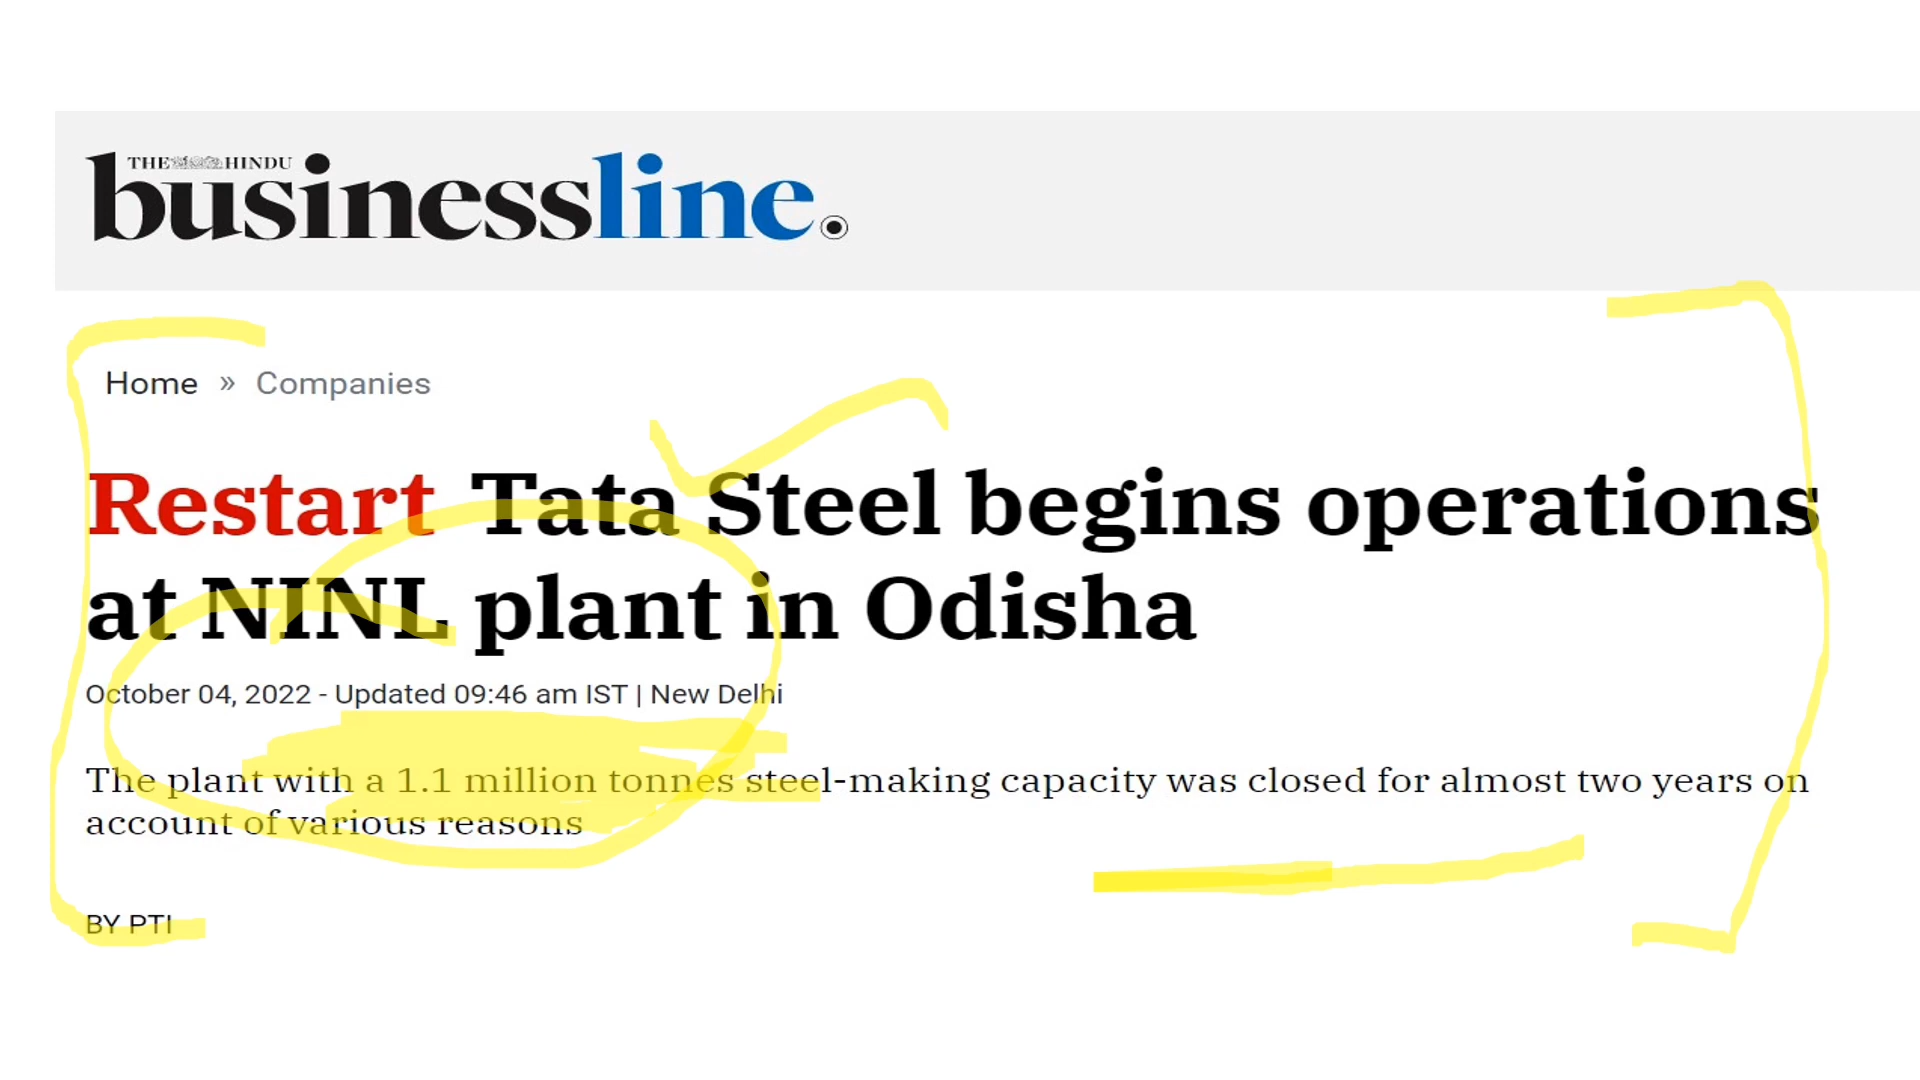 THE HINDU
businessline.
Home » Companies
Restart Tata Steel begins operations
at NINL plant in Odisha
October 04, 2022 - Updated 09:46 am IST | New Delhi
The plant with a 1.1 million tonnes steel-making capacity was closed for almost two years on
account of various reasons
BY PTI